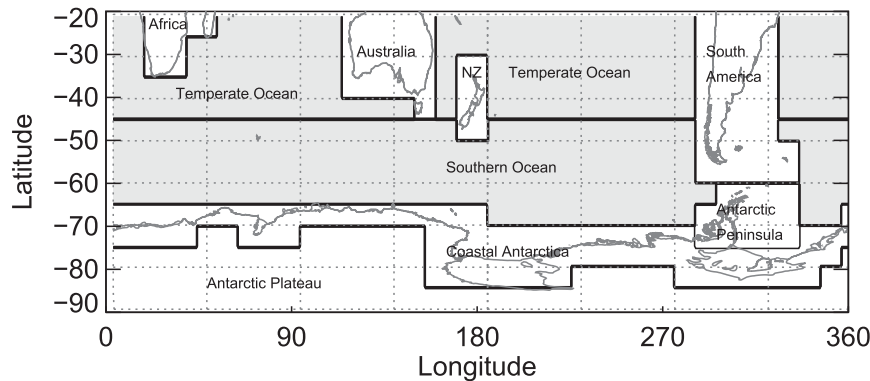 −20
−30
−40
−50
−60
−70
−80
−90
Latitude
Africa
Australia
NZ
South
America
Temperate Ocean
Temperate Ocean
Southern Ocean
Antarctic
Peninsula
Coastal Antarctica
Antarctic Plateau
0
90
180
270
360
Longitude